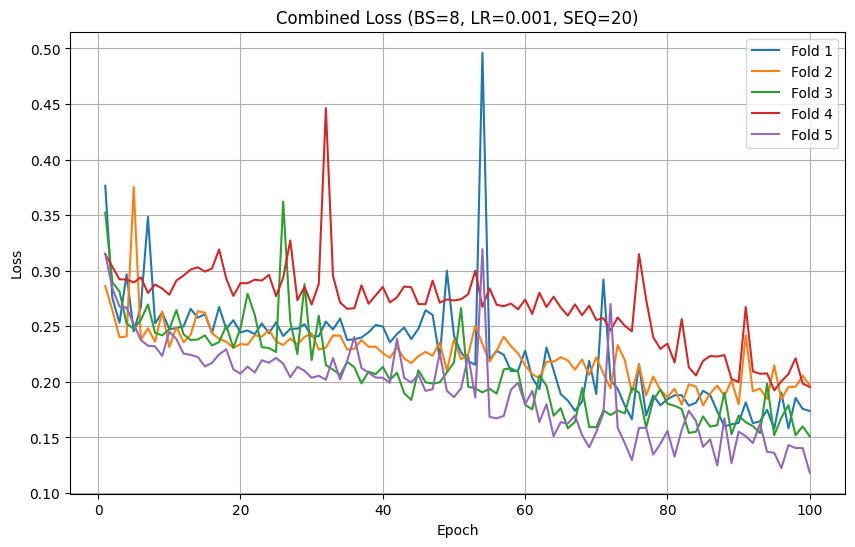 Combined Loss (BS=8, LR=0.001, SEQ=20)
Fold 1
Fold 2
Fold 3
Fold 4
Fold 5
0.50
0.45
0.40
0.35
0.30
0.25
0.20
0.15
0.10
Loss
0
20
40
60
80
100
Epoch